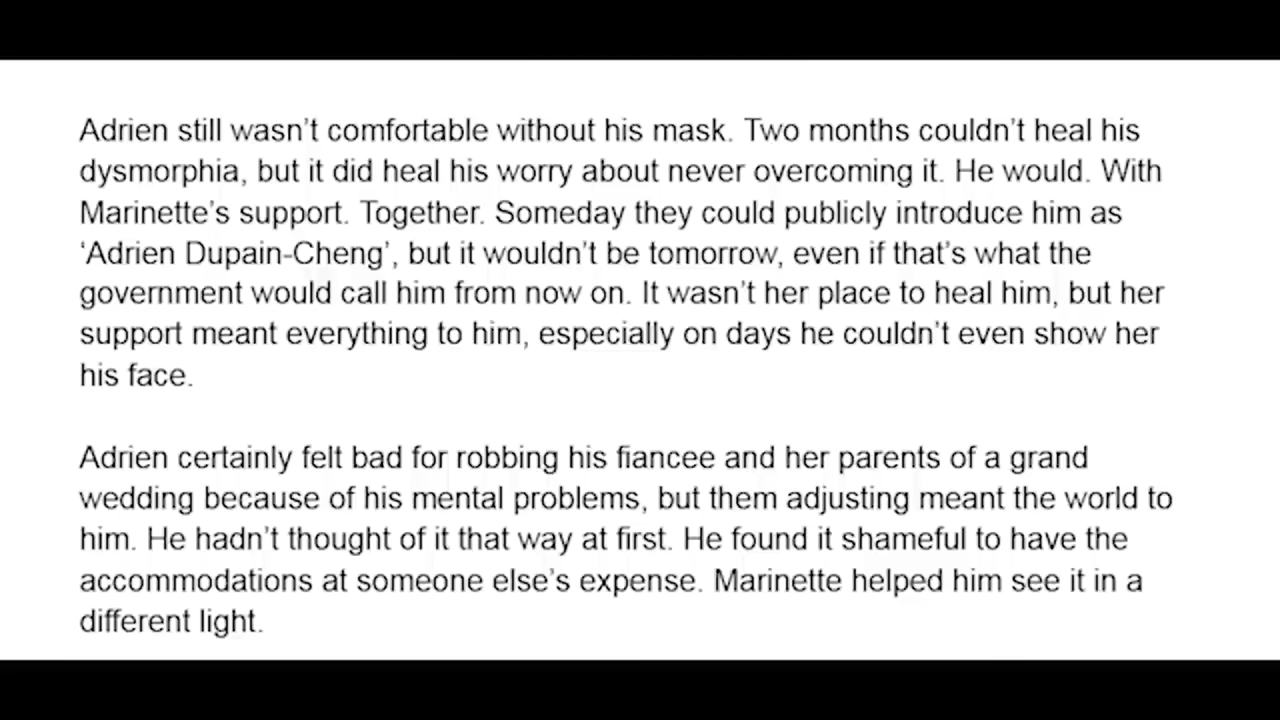 Adrien still wasn’t comfortable without his mask. Two months couldn’t heal his
dysmorphia, but it did heal his worry about never overcoming it. He would. With
Marinette’s support. Together. Someday they could publicly introduce him as
‘Adrien Dupain-Cheng’, but it wouldn’t be tomorrow, even if that’s what the
government would call him from now on. It wasn’t her place to heal him, but her
support meant everything to him, especially on days he couldn’t even show her
his face.
Adrien certainly felt bad for robbing his fiancee and her parents of a grand
wedding because of his mental problems, but them adjusting meant the world to
him. He hadn’t thought of it that way at first. He found it shameful to have the
accommodations at someone else’s expense. Marinette helped him see it in a
different light.